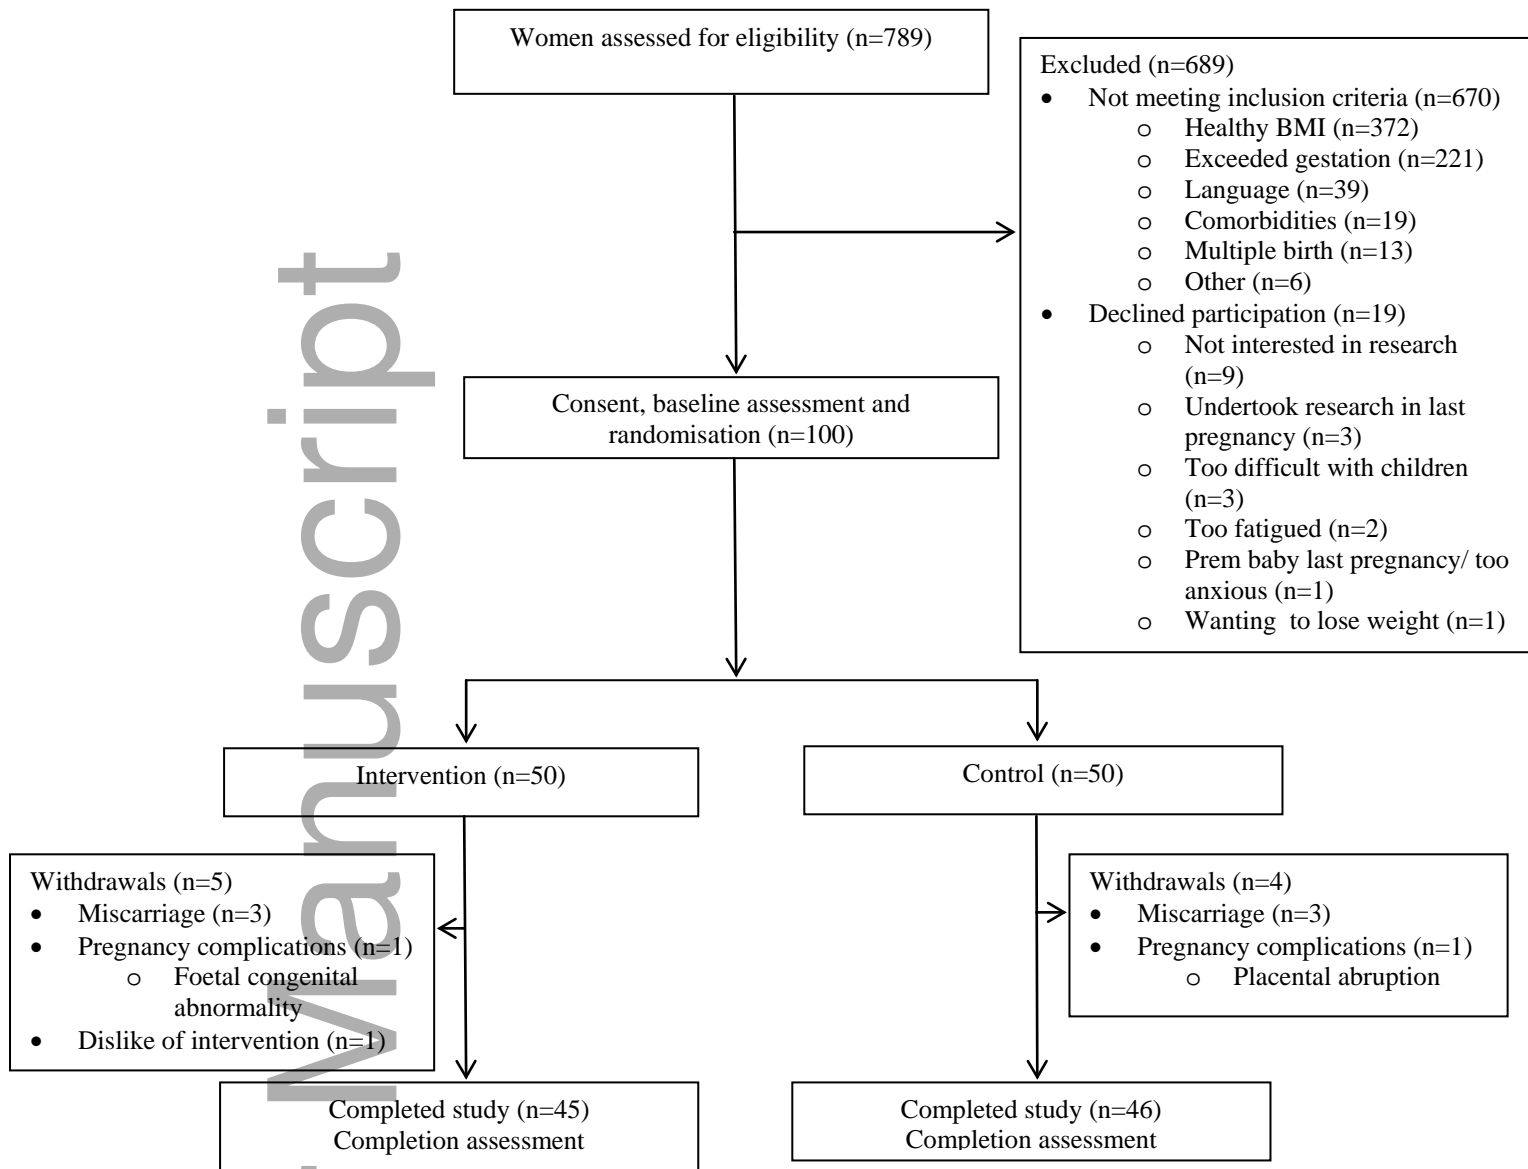 Women assessed for eligibility (n=789)
Excluded (n=689)
• Not meeting inclusion criteria (n=670)
o Healthy BMI (n=372)
o Exceeded gestation (n=221)
o Language (n=39)
o Comorbidities (n=19)
o Multiple birth (n=13)
o Other (n=6)
• Declined participation (n=19)
o Not interested in research
(n=9)
o Undertook research in last
pregnancy (n=3)
o Too difficult with children
(n=3)
o Too fatigued (n=2)
o Prem baby last pregnancy/ too
anxious (n=1)
o Wanting to lose weight (n=1)
Consent, baseline assessment and
randomisation (n=100)
Intervention (n=50)
Control (n=50)
Withdrawals (n=5)
• Miscarriage (n=3)
• Pregnancy complications (n=1)
o Foetal congenital
abnormality
• Dislike of intervention (n=1)
Withdrawals (n=4)
• Miscarriage (n=3)
• Pregnancy complications (n=1)
o Placental abruption
Completed study (n=45)
Completion assessment
Completed study (n=46)
Completion assessment
Manuscript